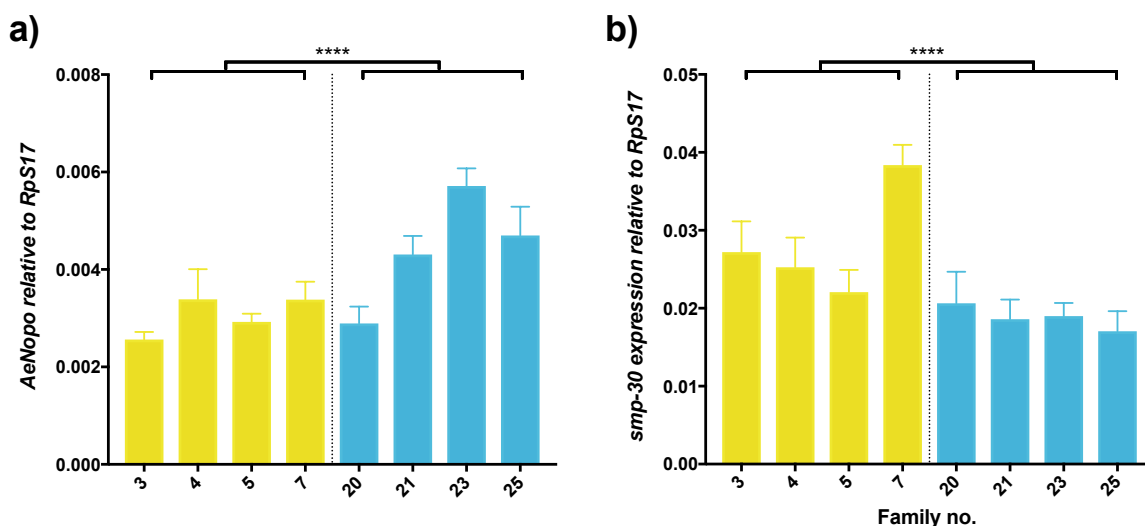 a)
****
AeNopo relative to RpS17
0.008
0.006
0.004
0.002
0.000
3 4 5 7 20 21 23 25
b)
****
smp-30 expression relative to RpS17
0.05
0.04
0.03
0.02
0.01
0.00
3 4 5 7 20 21 23 25
Family no.